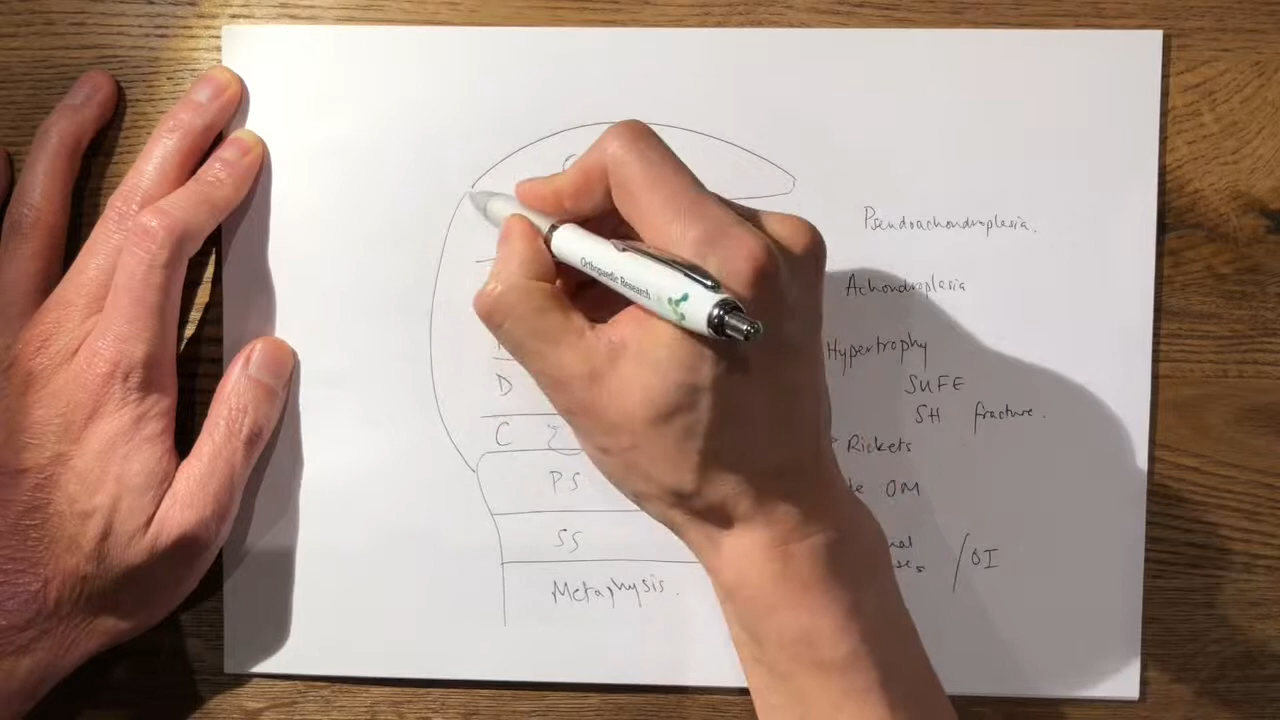 Pseudoachondroplasia.
Achondroplasia
Orthopaedic Research
Hypertrophy
D
SUFE
SH fracture.
C
Rickets
PS
OM
SS
/OI
Metaphysis.